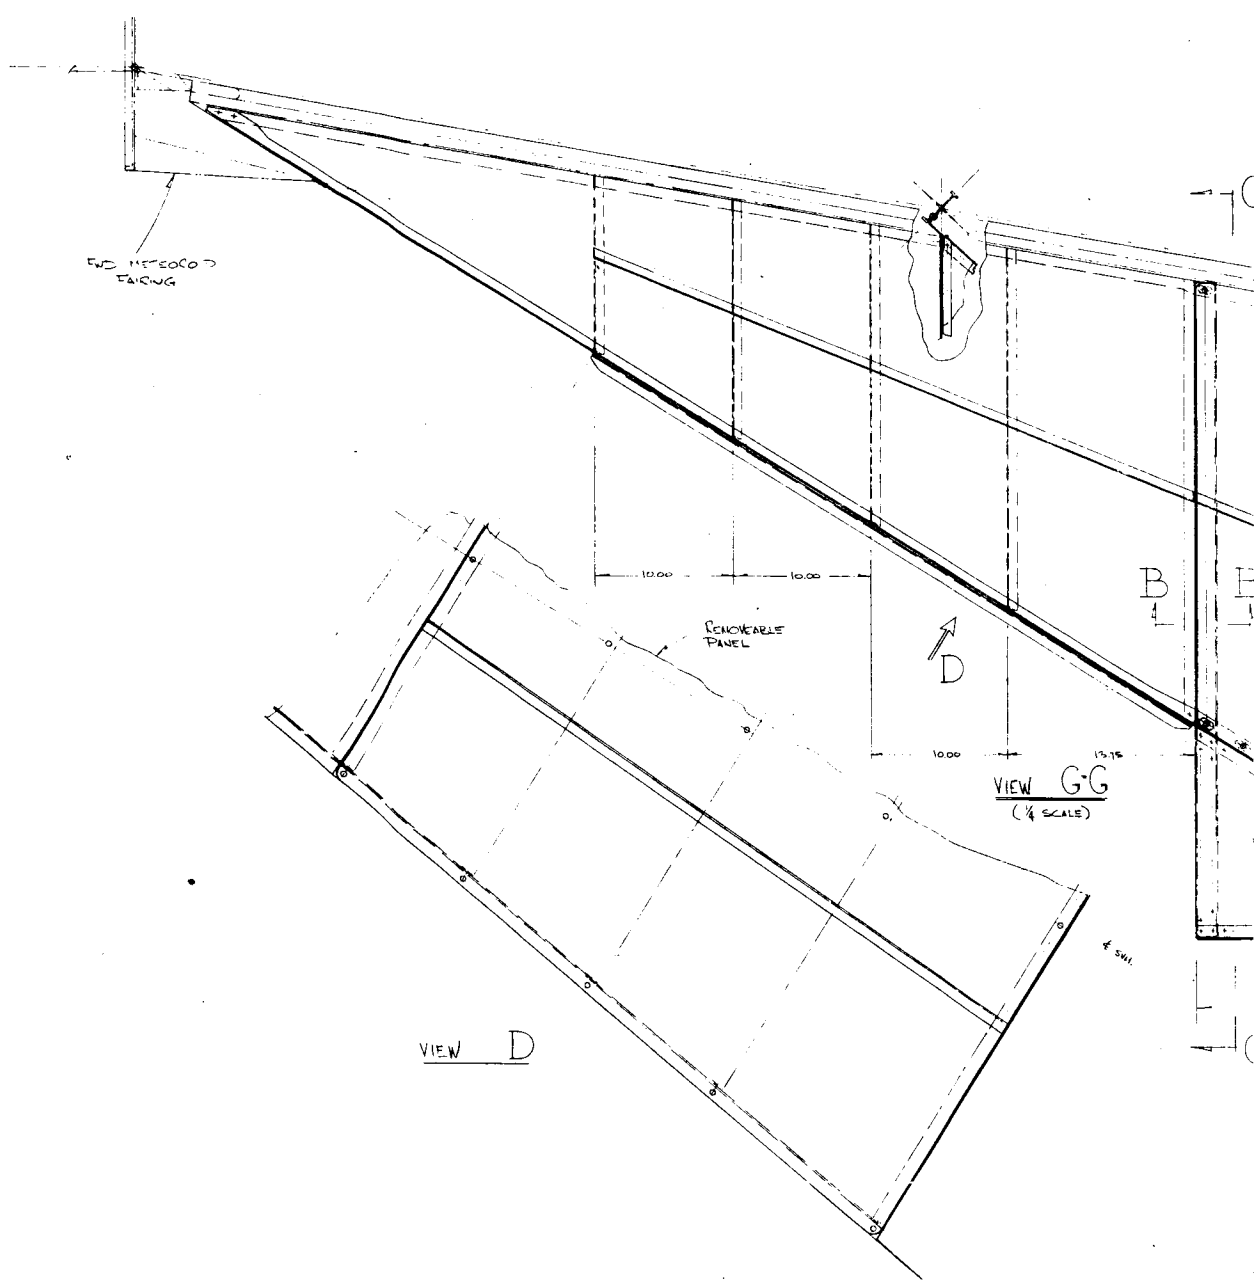 FWD METEOROID
FAIRING
G
B
B
10.00
10.00
REMOVEABLE
PANEL
D
10.00
13.75
VIEW G-G
(1/4 SCALE)
VIEW D
G